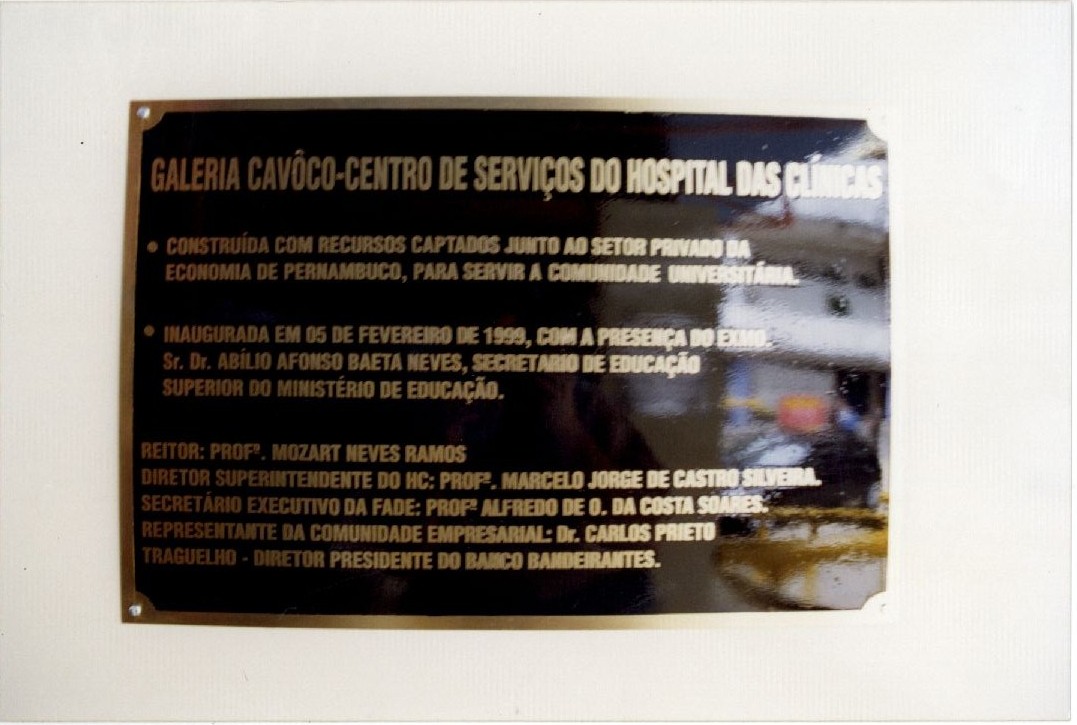 GALERIA CAVÔCO-CENTRO DE SERVIÇOS DO HOSPITAL DAS CLÍNICAS
• CONSTRUÍDA COM RECURSOS CAPTADOS JUNTO AO SETOR PRIVADO DA
ECONOMIA DE PERNAMBUCO, PARA SERVIR A COMUNIDADE UNIVERSITÁRIA.
• INAUGURADA EM 05 DE FEVEREIRO DE 1999, COM A PRESENÇA DO EXMO.
Sr. Dr. ABÍLIO AFONSO BAETA NEVES, SECRETARIO DE EDUCAÇÃO
SUPERIOR DO MINISTÉRIO DE EDUCAÇÃO.
REITOR: PROFº. MOZART NEVES RAMOS
DIRETOR SUPERINTENDENTE DO HC: PROFº. MARCELO JORGE DE CASTRO SILVEIRA.
SECRETÁRIO EXECUTIVO DA FADE: PROFº ALFREDO DE O. DA COSTA SOARES.
REPRESENTANTE DA COMUNIDADE EMPRESARIAL: Dr. CARLOS PRIETO
TRAGUELHO - DIRETOR PRESIDENTE DO BANCO BANDEIRANTES.